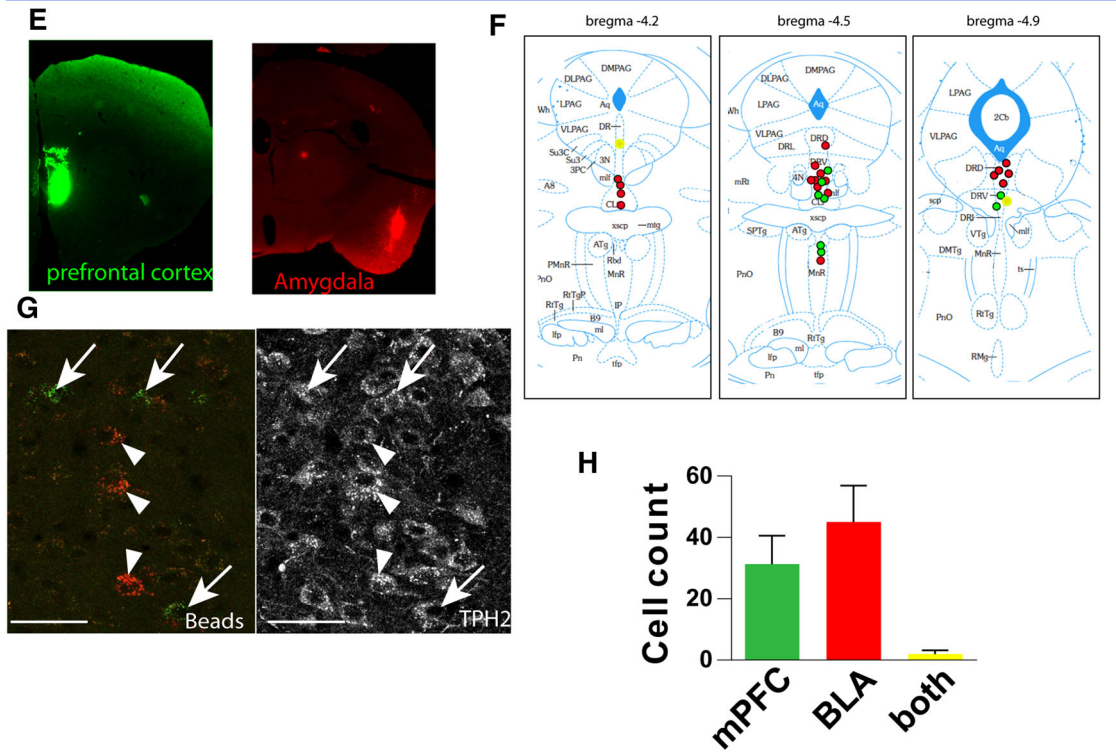 E
prefrontal cortex
Amygdala
F
bregma -4.2
DMPAG
DLPAG
LPAG
Aq
Wh
VLPAG
DR
Su3C
Su3
3N
3PC
mlf
A8
CL
xscp
mtg
ATg
Rbd
PMnR
MnR
PnO
RtTgP
RtTg
IP
B9
lfp
ml
Pn
tfp
bregma -4.5
DMPAG
DLPAG
LPAG
Aq
Wh
VLPAG
DRD
DRL
DRV
4N
mRt
mlf
CL
xscp
SPTg
ATg
PnO
MnR
B9
RtTg
ml
lfp
Pn
tfp
bregma -4.9
LPAG
2Cb
VLPAG
Aq
DRD
DRV
scp
DRI
VTg
mlf
DMTg
MnR
ts
PnO
RtTg
RMg
G
Beads
TPH2
H
Cell count
60
40
20
0
mPFC
BLA
both